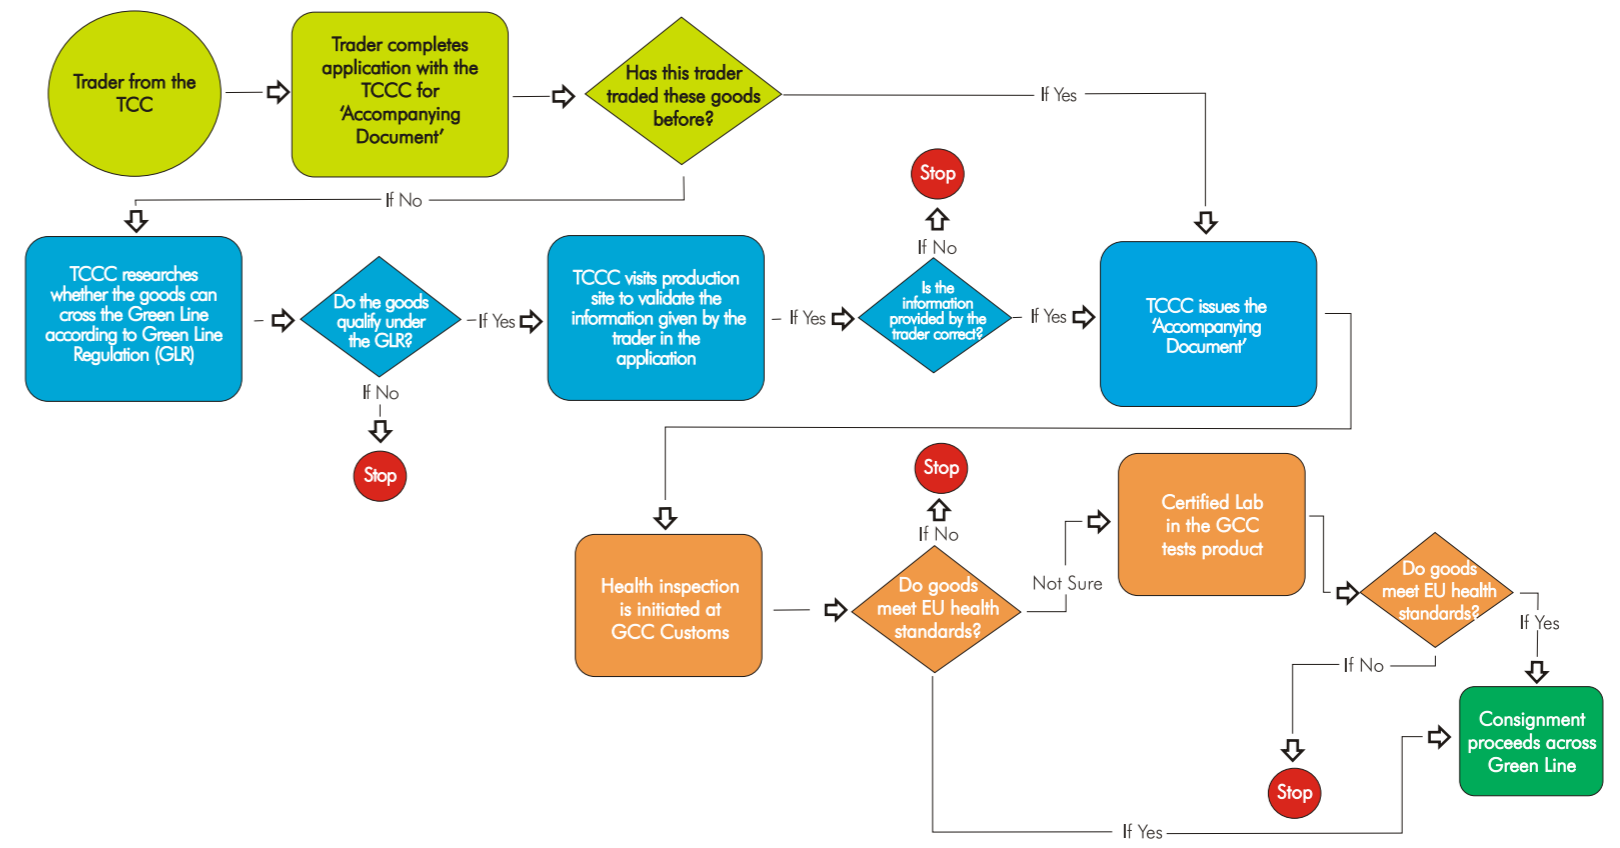 Trader from the
TCC
Trader completes
application with the
TCCC for
‘Accompanying
Document’
Has this trader
traded these goods
before?
If Yes
If No
TCCC researches
whether the goods can
cross the Green Line
according to Green Line
Regulation (GLR)
Do the goods
qualify under
the GLR?
If Yes
If No
Stop
TCCC visits production
site to validate the
information given by the
trader in the
application
If Yes
Stop
If No
Is the
information
provided by the
trader correct?
If Yes
TCCC issues the
‘Accompanying
Document’
Health inspection
is initiated at
GCC Customs
Stop
If No
Do goods
meet EU health
standards?
Not Sure
Certified Lab
in the GCC
tests product
Do goods
meet EU health
standards?
If Yes
If No
Stop
Consignment
proceeds across
Green Line
If Yes